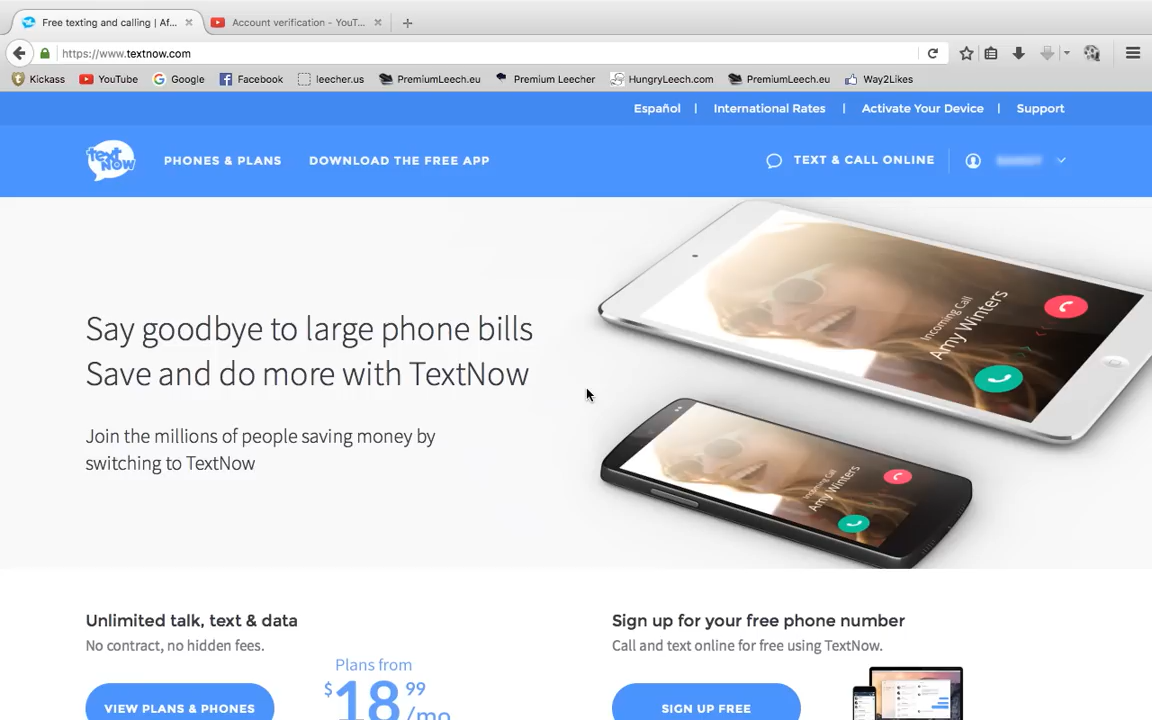 Free texting and calling | Af...
Account verification - YouT...
https://www.textnow.com
Kickass
YouTube
Google
Facebook
leecher.us
PremiumLeech.eu
Premium Leecher
HungryLeech.com
PremiumLeech.eu
Way2Likes
Español | International Rates | Activate Your Device | Support
text NOW
PHONES & PLANS
DOWNLOAD THE FREE APP
TEXT & CALL ONLINE
Say goodbye to large phone bills
Save and do more with TextNow
Join the millions of people saving money by
switching to TextNow
Incoming Call
Amy Winters
Incoming Call
Amy Winters
Unlimited talk, text & data
No contract, no hidden fees.
Plans from
$18.99
/mo
VIEW PLANS & PHONES
Sign up for your free phone number
Call and text online for free using TextNow.
SIGN UP FREE